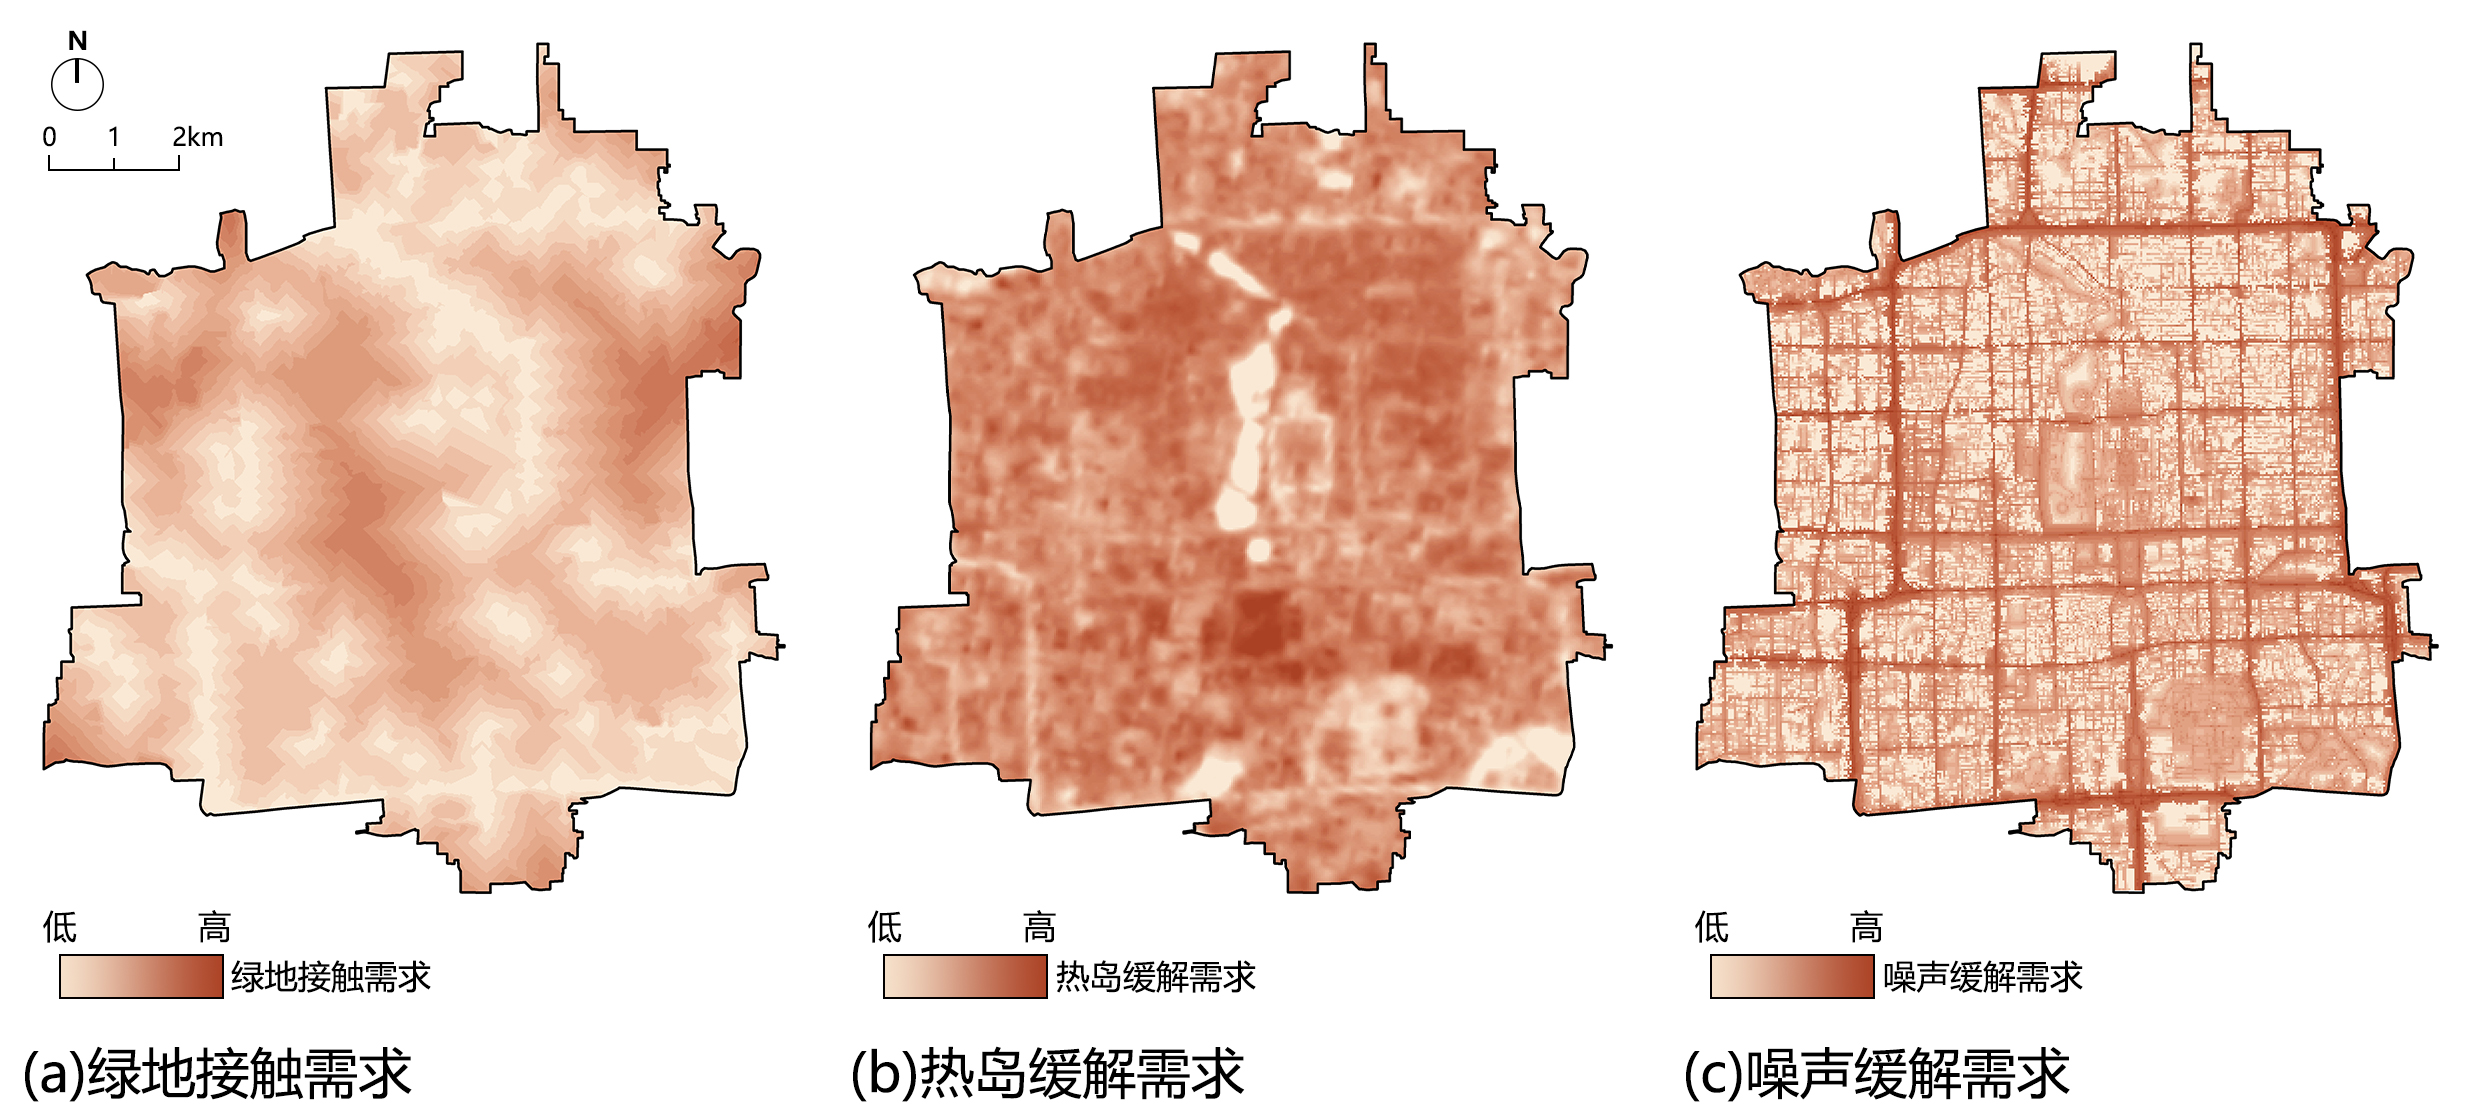 N
0 1 2km
低 高
绿地接触需求
低 高
热岛缓解需求
低 高
噪声缓解需求
(a)绿地接触需求
(b)热岛缓解需求
(c)噪声缓解需求